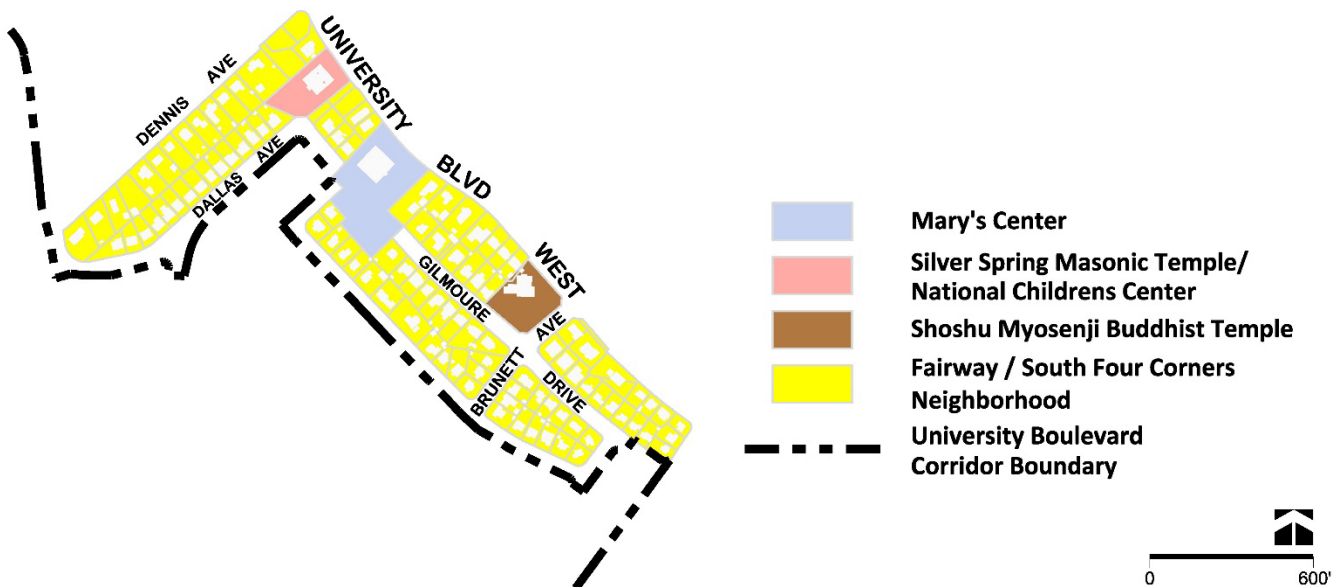 UNIVERSITY
BLVD
WEST
DENNIS AVE
DALLAS AVE
GILMOURE
DRIVE
BRUNETT
AVE
Mary's Center
Silver Spring Masonic Temple/
National Childrens Center
Shoshu Myosenji Buddhist Temple
Fairway / South Four Corners
Neighborhood
University Boulevard
Corridor Boundary
0 600'